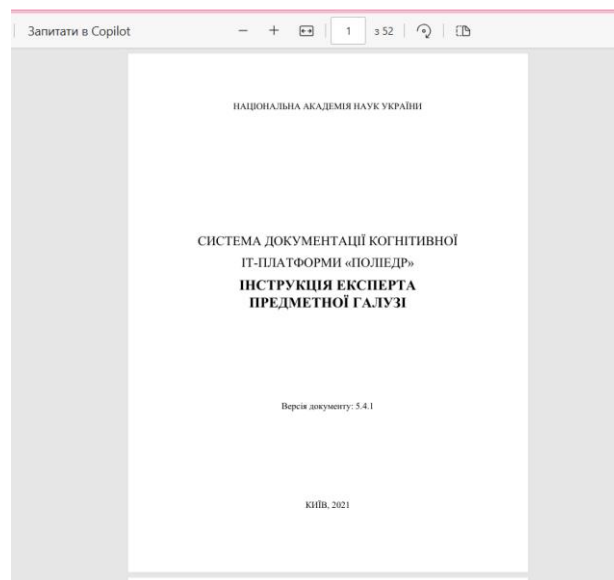 Запитати в Copilot
1 з 52
НАЦІОНАЛЬНА АКАДЕМІЯ НАУК УКРАЇНИ
СИСТЕМА ДОКУМЕНТАЦІЇ КОГНІТИВНОЇ
ІТ-ПЛАТФОРМИ «ПОЛІЕДР»
ІНСТРУКЦІЯ ЕКСПЕРТА
ПРЕДМЕТНОЇ ГАЛУЗІ
Версія документу: 5.4.1
КИЇВ, 2021